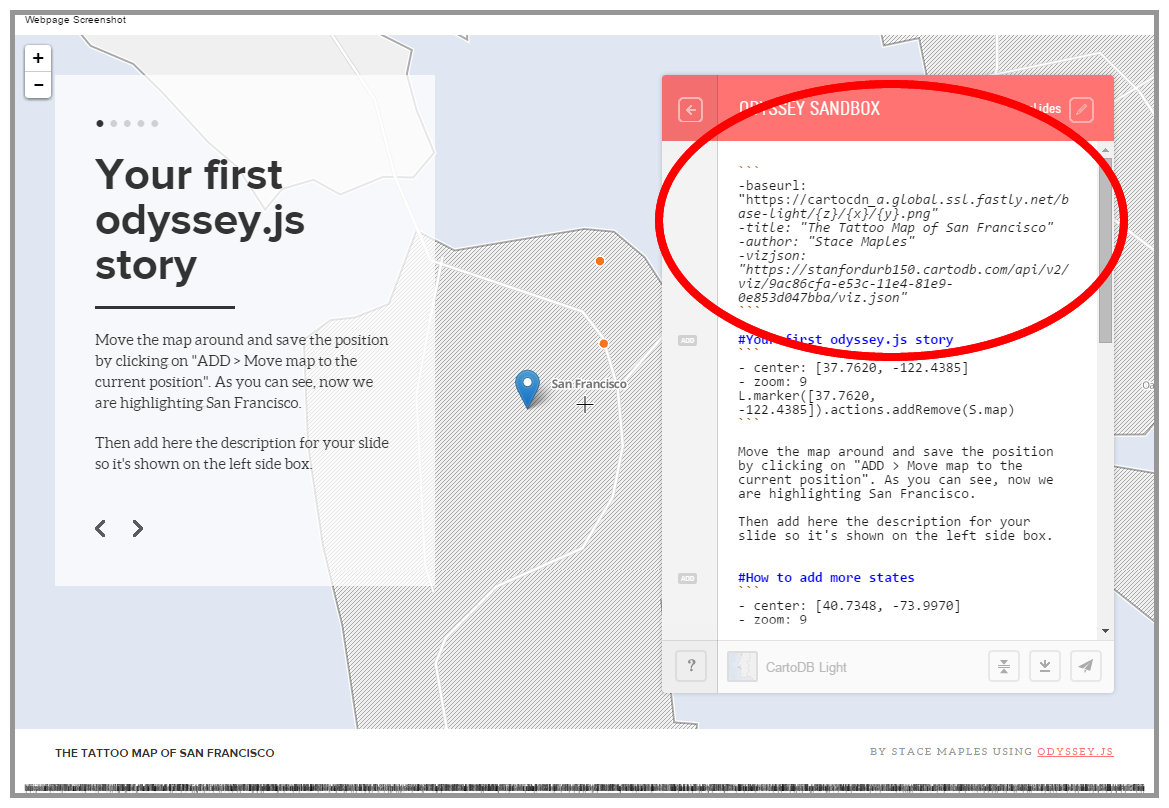 Webpage Screenshot
+
−
Your first
odyssey.js
story
Move the map around and save the position
by clicking on "ADD > Move map to the
current position". As you can see, now we
are highlighting San Francisco.
Then add here the description for your slide
so it's shown on the left side box.
San Francisco
ODYSSEY SANDBOX
```
-baseurl:
"https://cartocdn_a.global.ssl.fastly.net/b
ase-light/{z}/{x}/{y}.png"
-title: "The Tattoo Map of San Francisco"
-author: "Stace Maples"
-vizjson:
"https://stanfordurb150.cartodb.com/api/v2/
viz/9ac86cfa-e53c-11e4-81e9-
0e853d047bba/viz.json"
```
ADD
#Your first odyssey.js story
```
- center: [37.7620, -122.4385]
- zoom: 9
L.marker([37.7620,
-122.4385]).actions.addRemove(S.map)
```
Move the map around and save the position
by clicking on "ADD > Move map to the
current position". As you can see, now we
are highlighting San Francisco.
Then add here the description for your
slide so it's shown on the left side box.
ADD
#How to add more states
```
- center: [40.7348, -73.9970]
- zoom: 9
?
CartoDB Light
THE TATTOO MAP OF SAN FRANCISCO
BY STACE MAPLES USING ODYSSEY.JS